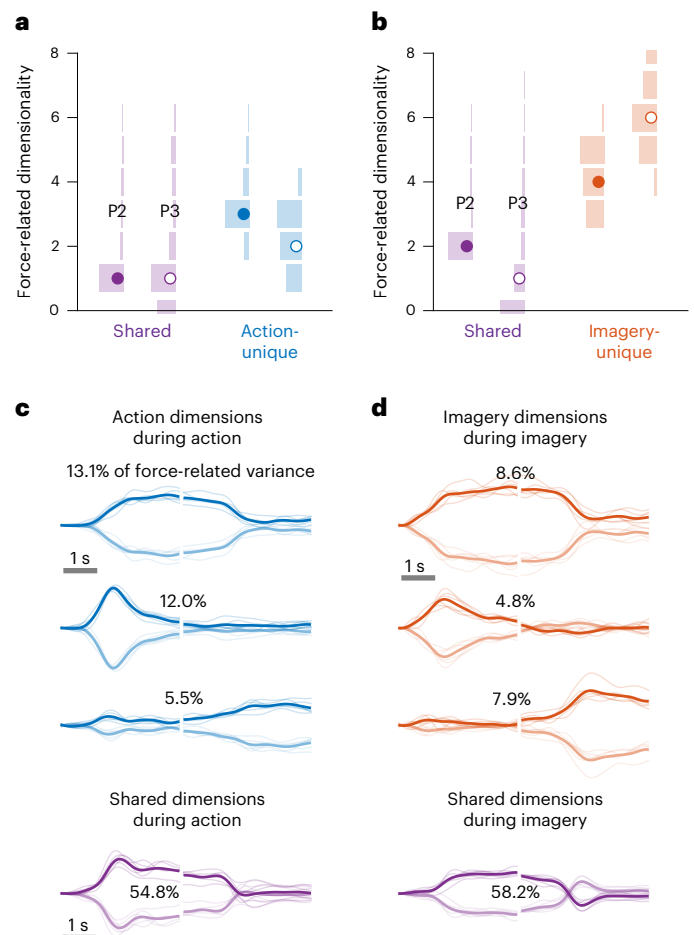 a
b
Force-related dimensionality
8
6
4
2
0
P2
P3
Shared
Action-
unique
Force-related dimensionality
8
6
4
2
0
P2
P3
Shared
Imagery-
unique
c
d
Action dimensions
during action
13.1% of force-related variance
1 s
12.0%
5.5%
Shared dimensions
during action
54.8%
1 s
Imagery dimensions
during imagery
8.6%
1 s
4.8%
7.9%
Shared dimensions
during imagery
58.2%